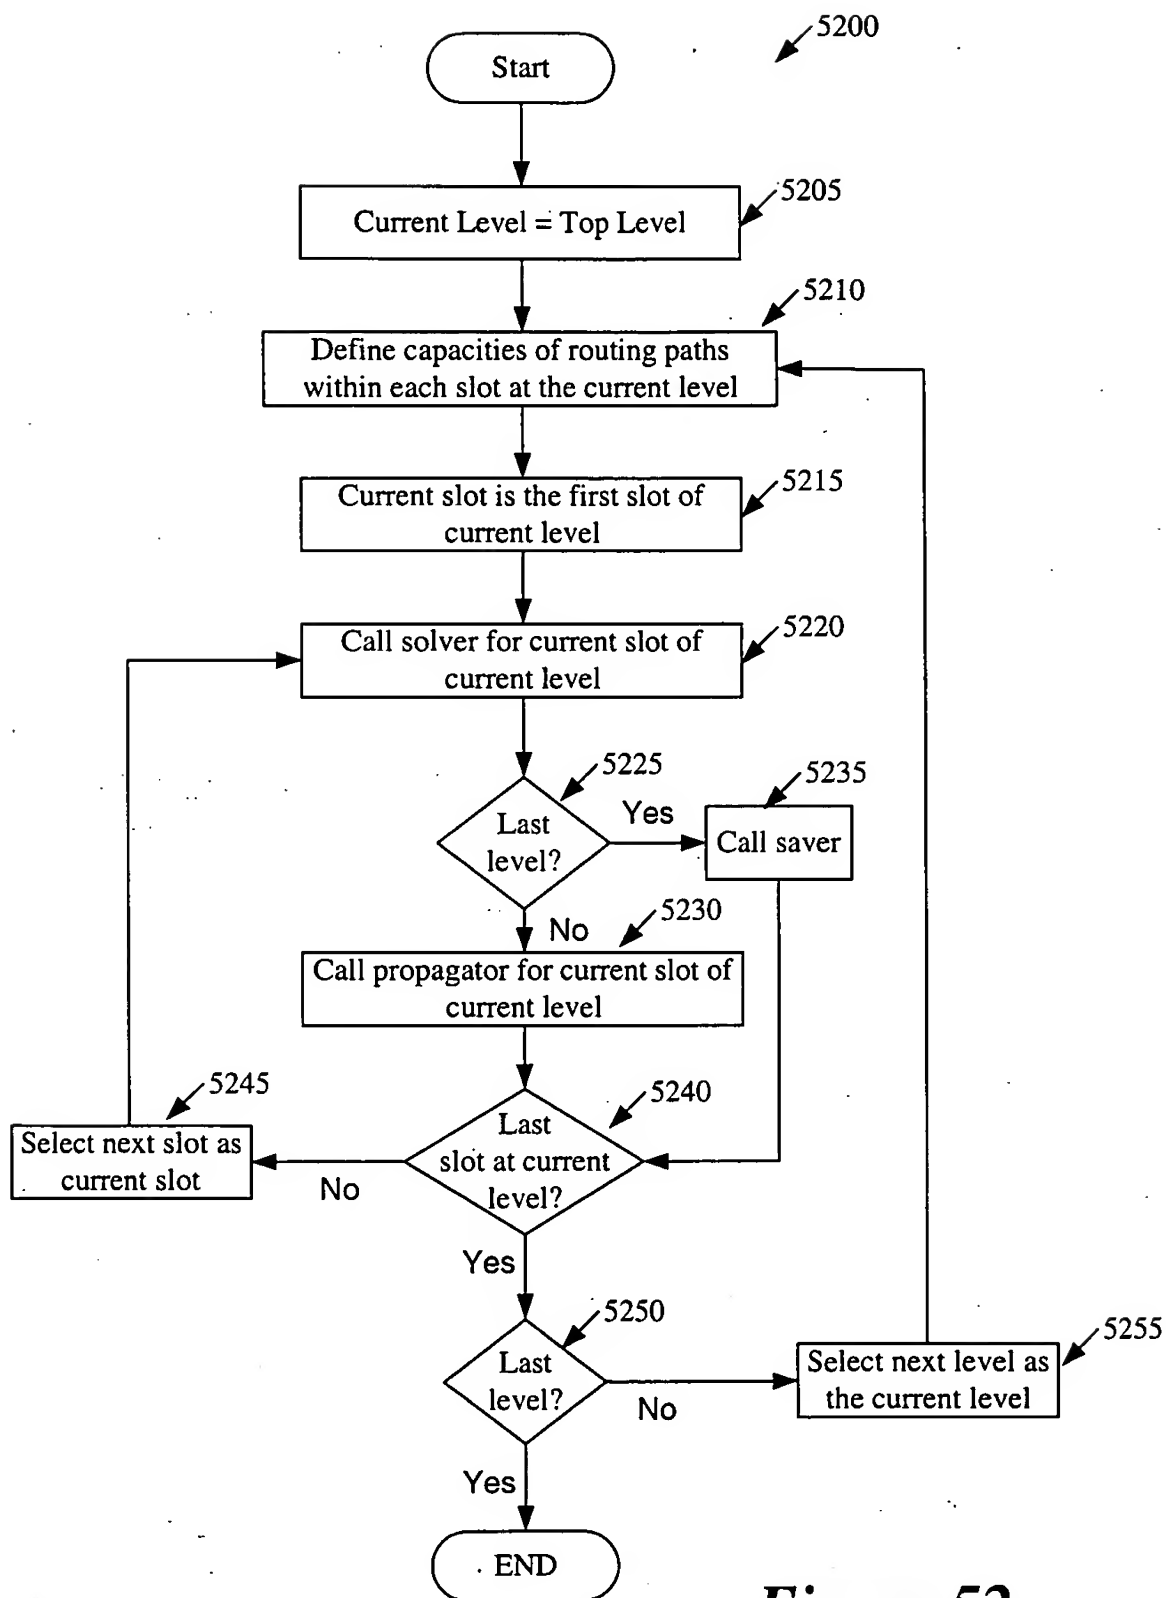 5200
Start
5205
Current Level = Top Level
5210
Define capacities of routing paths
within each slot at the current level
5215
Current slot is the first slot of
current level
5220
Call solver for current slot of
current level
5225
5235
Last
level?
Yes
Call saver
5230
No
Call propagator for current slot of
current level
5245
5240
Select next slot as
current slot
Last
slot at current
level?
No
Yes
5250
5255
Last
level?
No
Select next level as
the current level
Yes
END